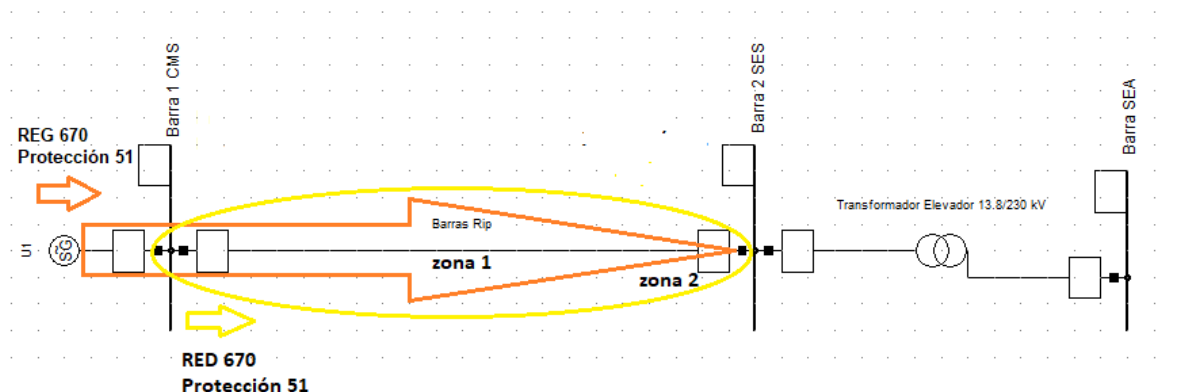 Barra 1 CMS
Barra 2 SES
Barra SEA
REG 670
Protección 51
Transformador Elevador 13.8/230 kV
Barras Rip
U1
SG
zona 1
zona 2
RED 670
Protección 51